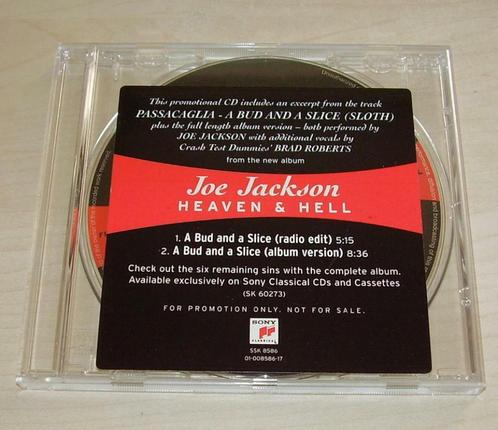 This promotional CD includes an excerpt from the track
PASSACAGLIA - A BUD AND A SLICE (SLOTH)
plus the full length album version – both performed by
JOE JACKSON with additional vocals by
Crash Test Dummies' BRAD ROBERTS
from the new album
Joe Jackson
HEAVEN & HELL
1. A Bud and a Slice (radio edit) 5:15
2. A Bud and a Slice (album version) 8:36
Check out the six remaining sins with the complete album.
Available exclusively on Sony Classical CDs and Cassettes
(SK 60273)
FOR PROMOTION ONLY. NOT FOR SALE.
SONY
CLASSICAL
SSK 8586
01-008586-17
Unauthorized